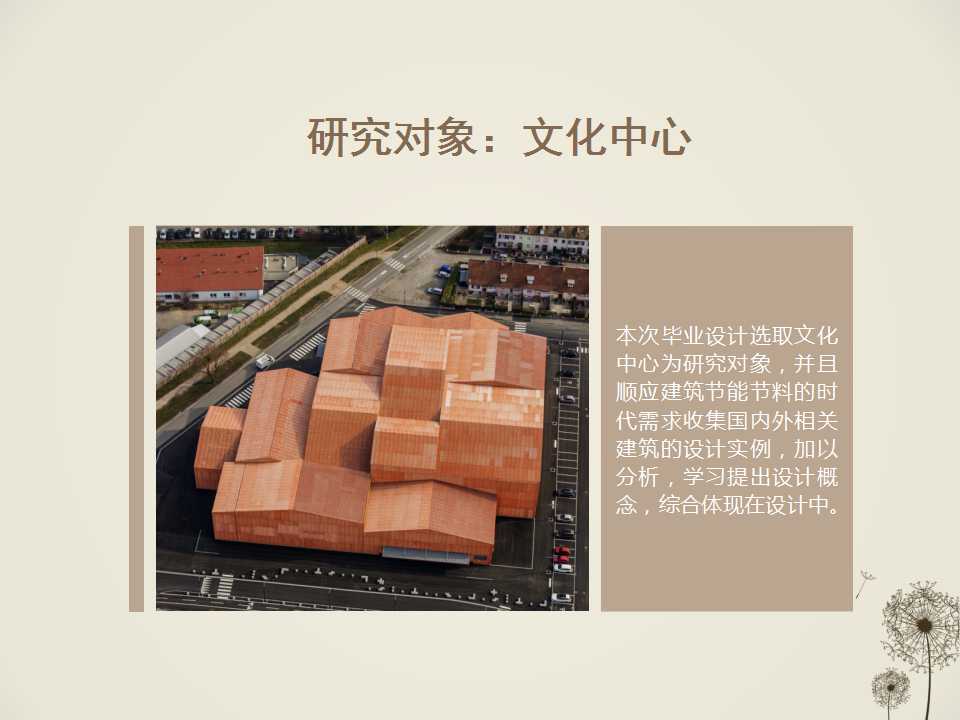 研究对象：文化中心
本次毕业设计选取文化
中心为研究对象，并且
顺应建筑节能节料的时
代需求收集国内外相关
建筑的设计实例，加以
分析，学习提出设计概
念，综合体现在设计中。